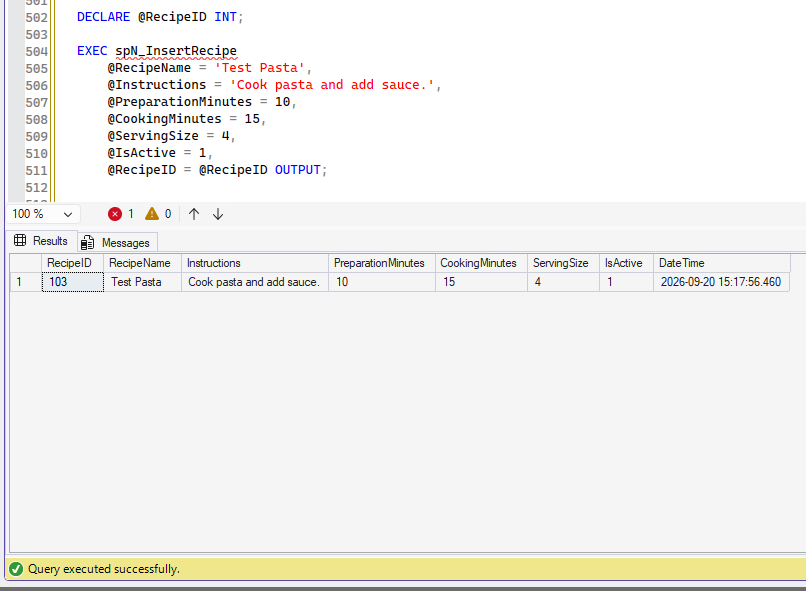 502 DECLARE @RecipeID INT;
503
504 EXEC spN_InsertRecipe
505 @RecipeName = 'Test Pasta',
506 @Instructions = 'Cook pasta and add sauce.',
507 @PreparationMinutes = 10,
508 @CookingMinutes = 15,
509 @ServingSize = 4,
510 @IsActive = 1,
511 @RecipeID = @RecipeID OUTPUT;
512
100 % 1 0
Results Messages
RecipeID RecipeName Instructions PreparationMinutes CookingMinutes ServingSize IsActive DateTime
1 103 Test Pasta Cook pasta and add sauce. 10 15 4 1 2026-09-20 15:17:56.460
Query executed successfully.